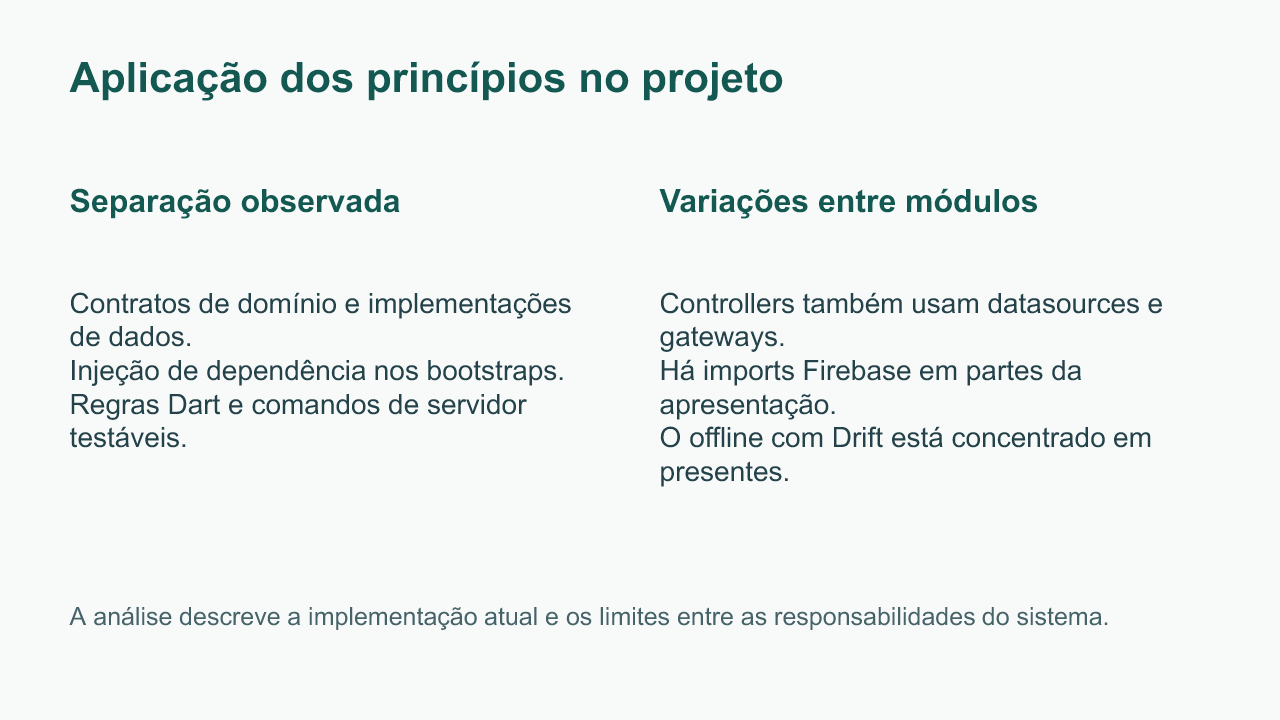 Aplicação dos princípios no projeto
Separação observada
Contratos de domínio e implementações
de dados.
Injeção de dependência nos bootstraps.
Regras Dart e comandos de servidor
testáveis.
Variações entre módulos
Controllers também usam datasources e
gateways.
Há imports Firebase em partes da
apresentação.
O offline com Drift está concentrado em
presentes.
A análise descreve a implementação atual e os limites entre as responsabilidades do sistema.